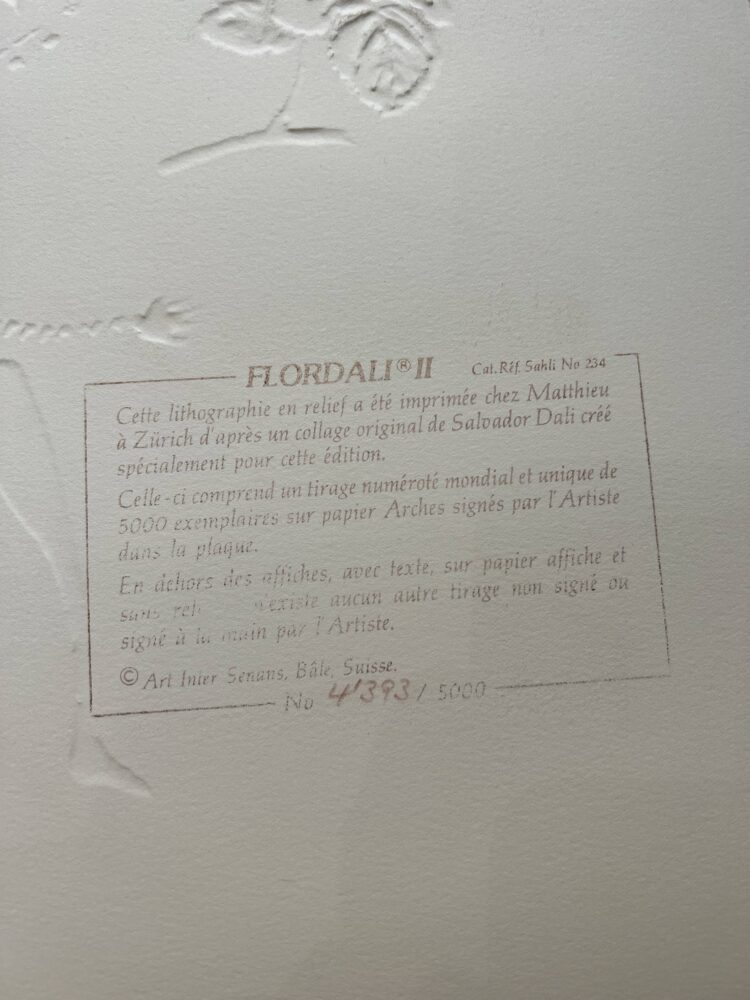 FLORDALI® II Cat. Réf. Sahli No 234
Cette lithographie en relief a été imprimée chez Matthieu
à Zürich d'après un collage original de Salvador Dali créé
spécialement pour cette édition.
Celle-ci comprend un tirage numéroté mondial et unique de
5000 exemplaires sur papier Arches signés par l'Artiste
dans la plaque.
En dehors des affiches, avec texte, sur papier affiche et
sans n'existe aucun autre tirage non signé ou
signé à la main par l'Artiste.
© Art Inter Senans, Bâle, Suisse.
No 4'393 / 5000